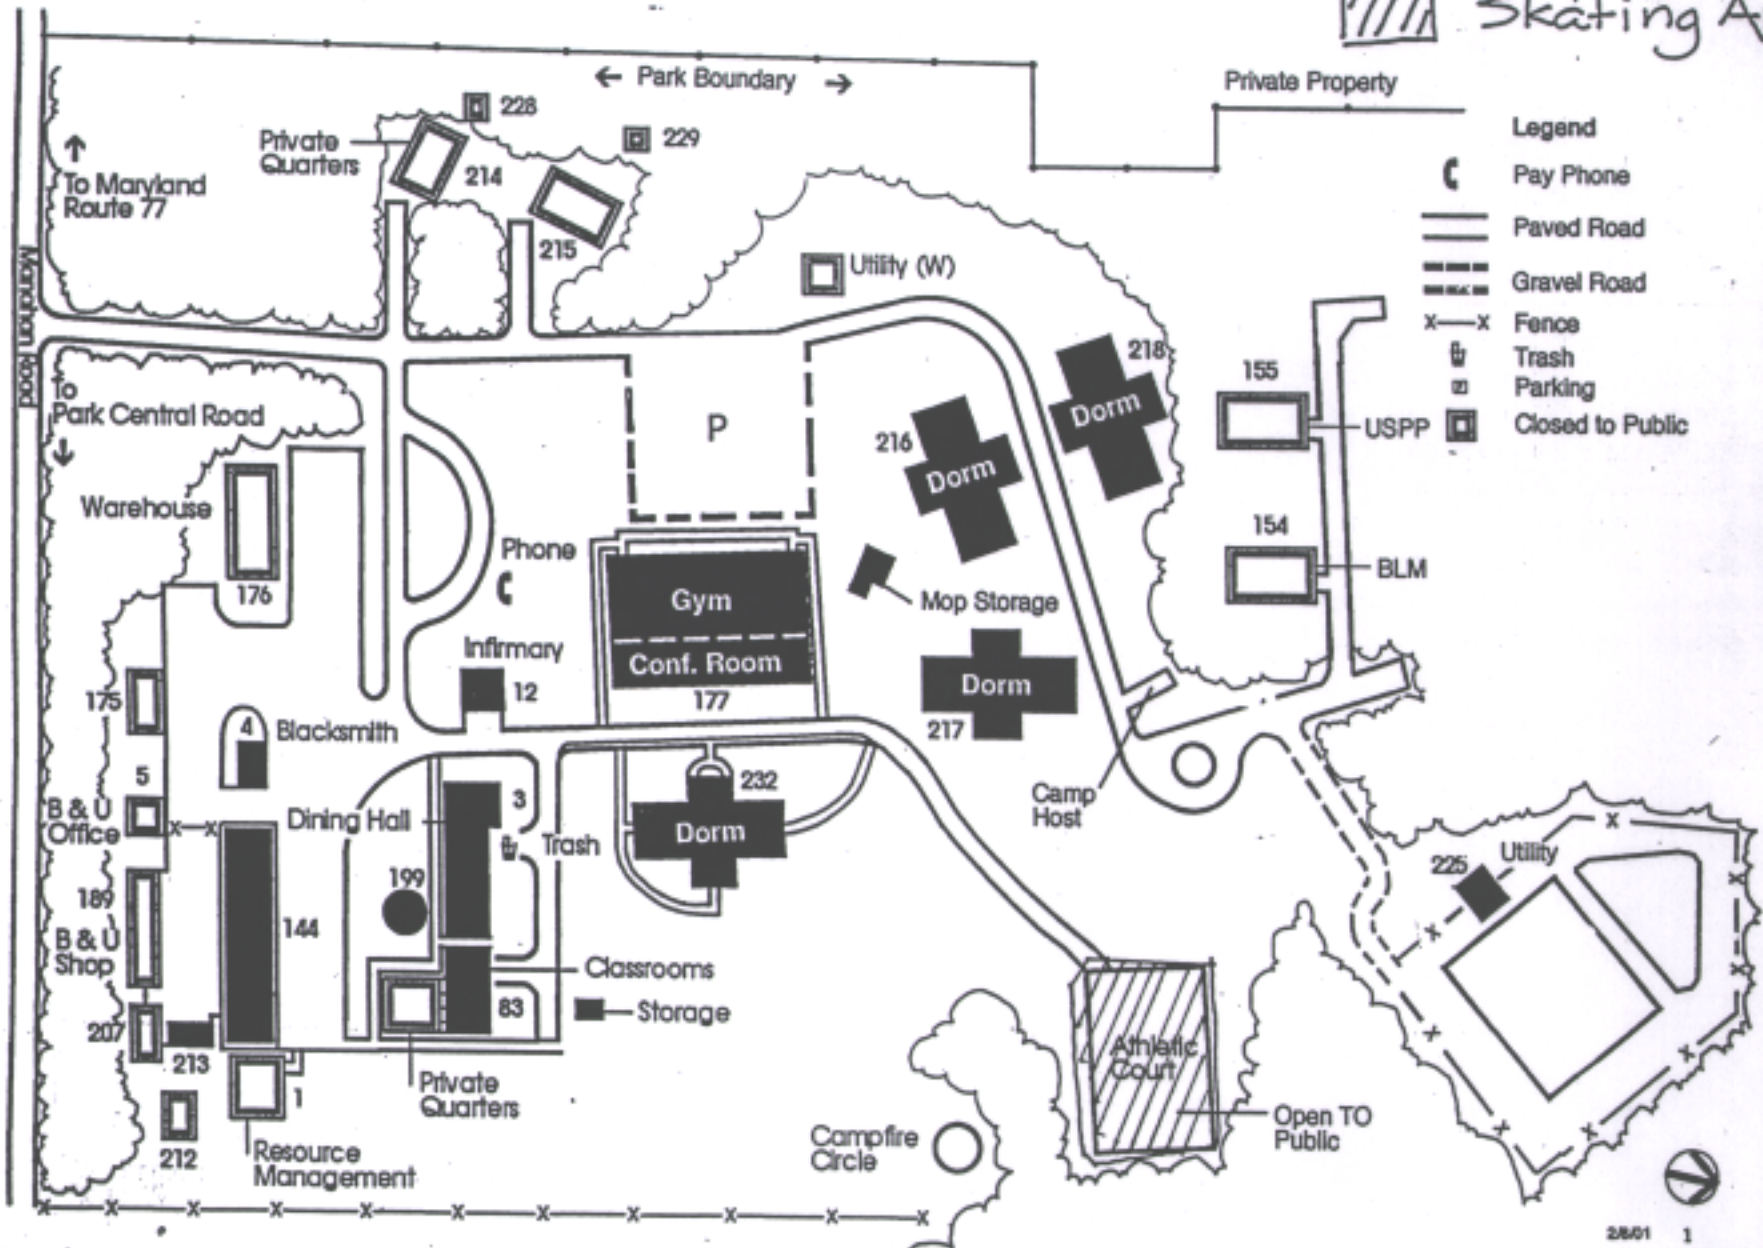 Skating A
← Park Boundary →
Private Property
Legend
Pay Phone
Paved Road
Gravel Road
x—x Fence
Trash
Parking
Closed to Public
228
229
Private
Quarters
214
215
To Maryland
Route 77
Manahan Road
Utility (W)
To
Park Central Road
P
218
Dorm
216
Dorm
155
USPP
154
BLM
Warehouse
176
Phone
Gym
Conf. Room
177
Mop Storage
Infirmary
12
Dorm
217
175
4
Blacksmith
5
B & U
Office
Dining Hall
3
Trash
232
Dorm
Camp
Host
225
Utility
189
B & U
Shop
144
199
Classrooms
83
Storage
207
213
1
Private
Quarters
212
Resource
Management
Athletic
Court
Open TO
Public
Campfire
Circle
2/8/01 1